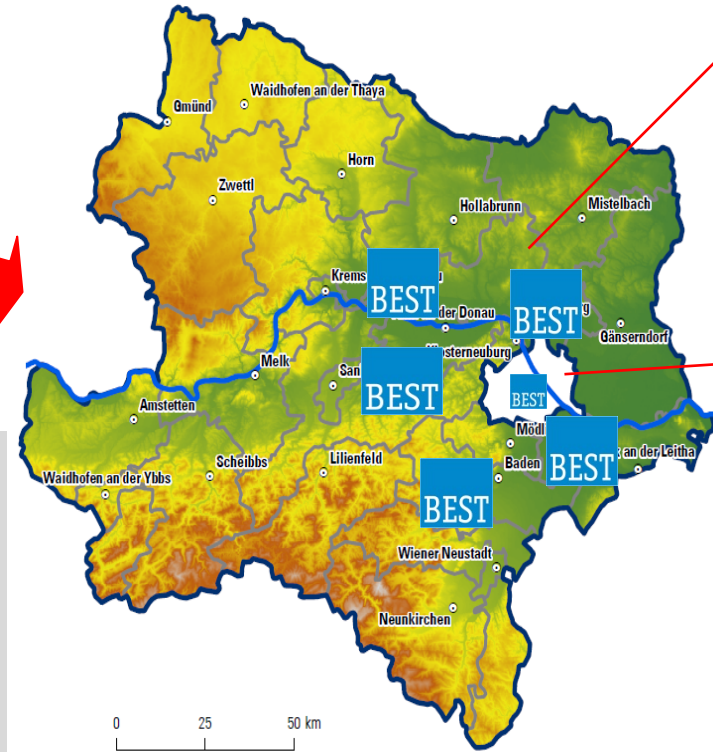 Waidhofen an der Thaya
Gmünd
Horn
Zwettl
Hollabrunn
Mistelbach
Krems
BEST
BEST
der Donau
Gänserndorf
Klosterneuburg
Melk
BEST
BEST
Amstetten
BEST
an der Leitha
Scheibbs
Lilienfeld
Baden
Waidhofen an der Ybbs
BEST
Wiener Neustadt
Neunkirchen
0 25 50 km